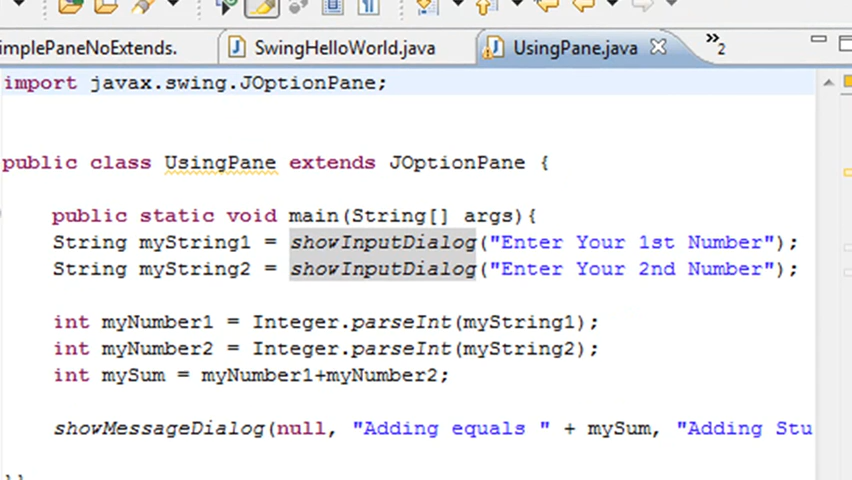 implePaneNoExtends. SwingHelloWorld.java UsingPane.java 2
import javax.swing.JOptionPane;
public class UsingPane extends JOptionPane {
public static void main(String[] args){
String myString1 = showInputDialog("Enter Your 1st Number");
String myString2 = showInputDialog("Enter Your 2nd Number");
int myNumber1 = Integer.parseInt(myString1);
int myNumber2 = Integer.parseInt(myString2);
int mySum = myNumber1+myNumber2;
showMessageDialog(null, "Adding equals " + mySum, "Adding Stu
}}